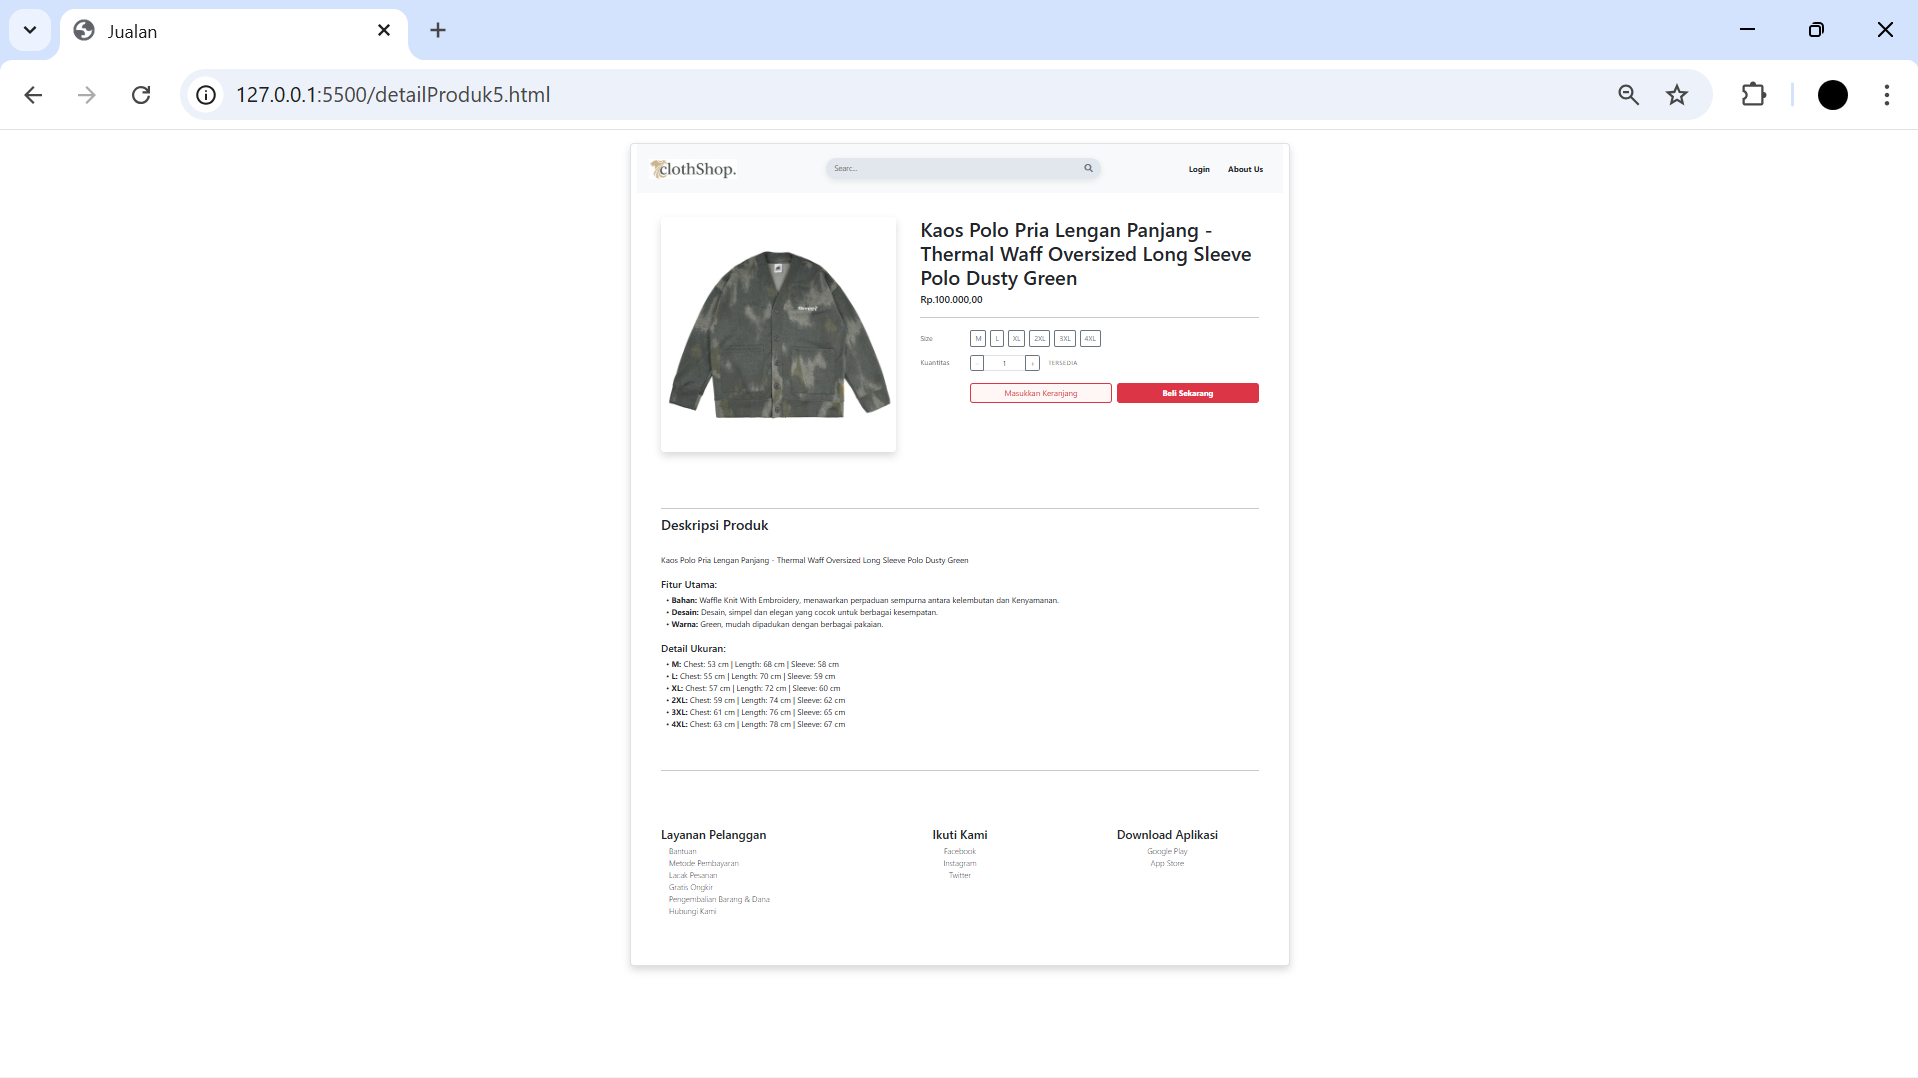 Jualan
127.0.0.1:5500/detailProduk5.html
clothShop.
Searc...
Login
About Us
Kaos Polo Pria Lengan Panjang -
Thermal Waff Oversized Long Sleeve
Polo Dusty Green
Rp.100.000,00
Size
M
L
XL
2XL
3XL
4XL
Kuantitas
-
1
+
TERSEDIA
Masukkan Keranjang
Beli Sekarang
Deskripsi Produk
Kaos Polo Pria Lengan Panjang - Thermal Waff Oversized Long Sleeve Polo Dusty Green
Fitur Utama:
• Bahan: Waffle Knit With Embroidery, menawarkan perpaduan sempurna antara kelembutan dan Kenyamanan.
• Desain: Desain, simpel dan elegan yang cocok untuk berbagai kesempatan.
• Warna: Green, mudah dipadukan dengan berbagai pakaian.
Detail Ukuran:
• M: Chest: 53 cm | Length: 68 cm | Sleeve: 58 cm
• L: Chest: 55 cm | Length: 70 cm | Sleeve: 59 cm
• XL: Chest: 57 cm | Length: 72 cm | Sleeve: 60 cm
• 2XL: Chest: 59 cm | Length: 74 cm | Sleeve: 62 cm
• 3XL: Chest: 61 cm | Length: 76 cm | Sleeve: 65 cm
• 4XL: Chest: 63 cm | Length: 78 cm | Sleeve: 67 cm
Layanan Pelanggan
Bantuan
Metode Pembayaran
Lacak Pesanan
Gratis Ongkir
Pengembalian Barang & Dana
Hubungi Kami
Ikuti Kami
Facebook
Instagram
Twitter
Download Aplikasi
Google Play
App Store